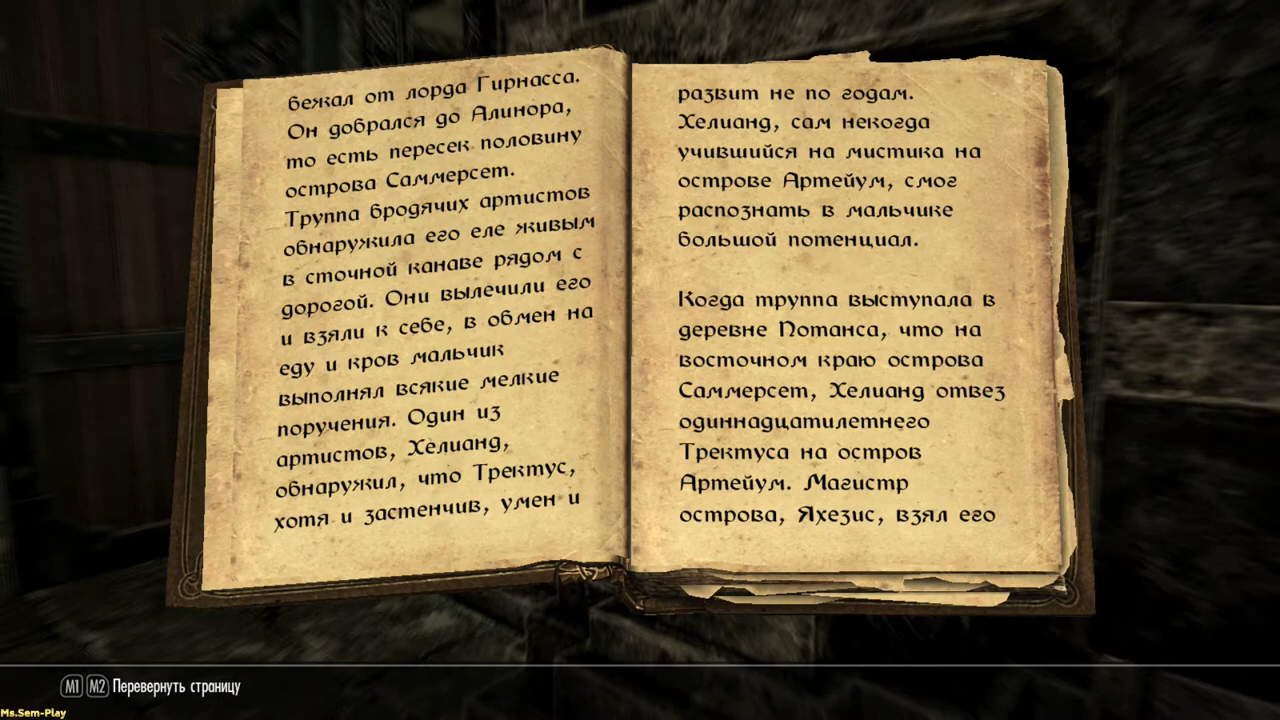 бежал от лорда Гирнасса.
Он добрался до Алинора,
то есть пересек половину
острова Саммерсет.
Труппа бродячих артистов
обнаружила его еле живым
в сточной канаве рядом с
дорогой. Они вылечили его
и взяли к себе, в обмен на
еду и кров мальчик
выполнял всякие мелкие
поручения. Один из
артистов, Хелианд,
обнаружил, что Тректус,
хотя и застенчив, умен и
развит не по годам.
Хелианд, сам некогда
учившийся на мистика на
острове Артейум, смог
распознать в мальчике
большой потенциал.
Когда труппа выступала в
деревне Потанса, что на
восточном краю острова
Саммерсет, Хелианд отвез
одиннадцатилетнего
Тректуса на остров
Артейум. Магистр
острова, Яхезис, взял его
M1 M2 Перевернуть страницу
Ms.Sem-Play